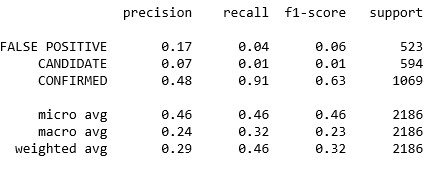 precision recall f1-score support
FALSE POSITIVE 0.17 0.04 0.06 523
CANDIDATE 0.07 0.01 0.01 594
CONFIRMED 0.48 0.91 0.63 1069
micro avg 0.46 0.46 0.46 2186
macro avg 0.24 0.32 0.23 2186
weighted avg 0.29 0.46 0.32 2186